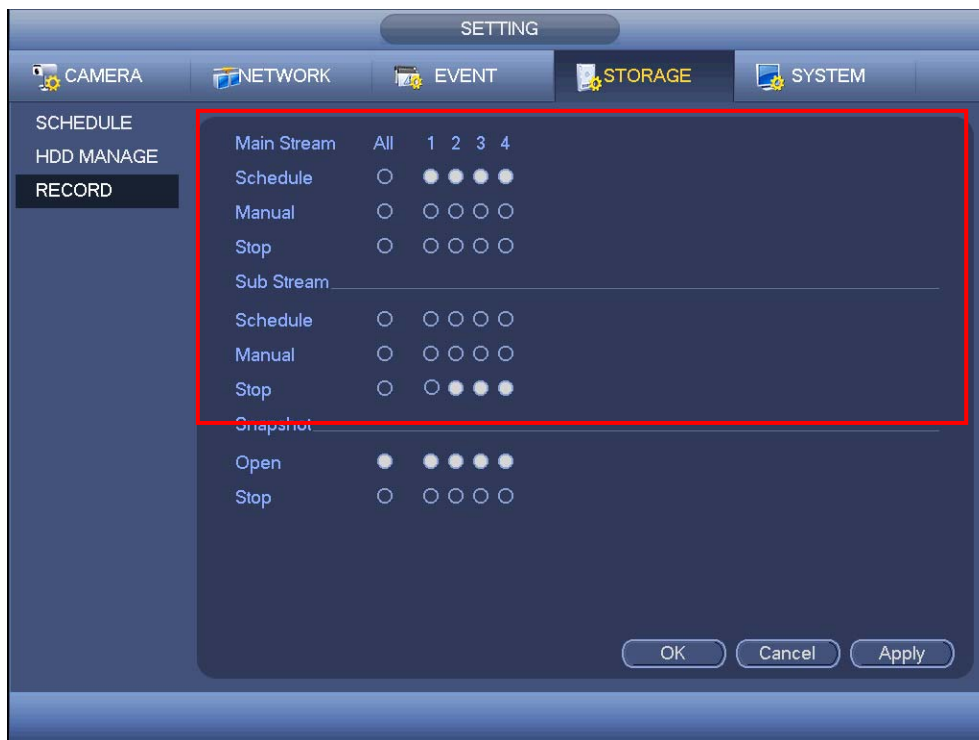 SETTING
CAMERA NETWORK EVENT STORAGE SYSTEM
SCHEDULE
HDD MANAGE
RECORD
Main Stream All 1 2 3 4
Schedule
Manual
Stop
Sub Stream
Schedule
Manual
Stop
Snapshot
Open
Stop
OK Cancel Apply